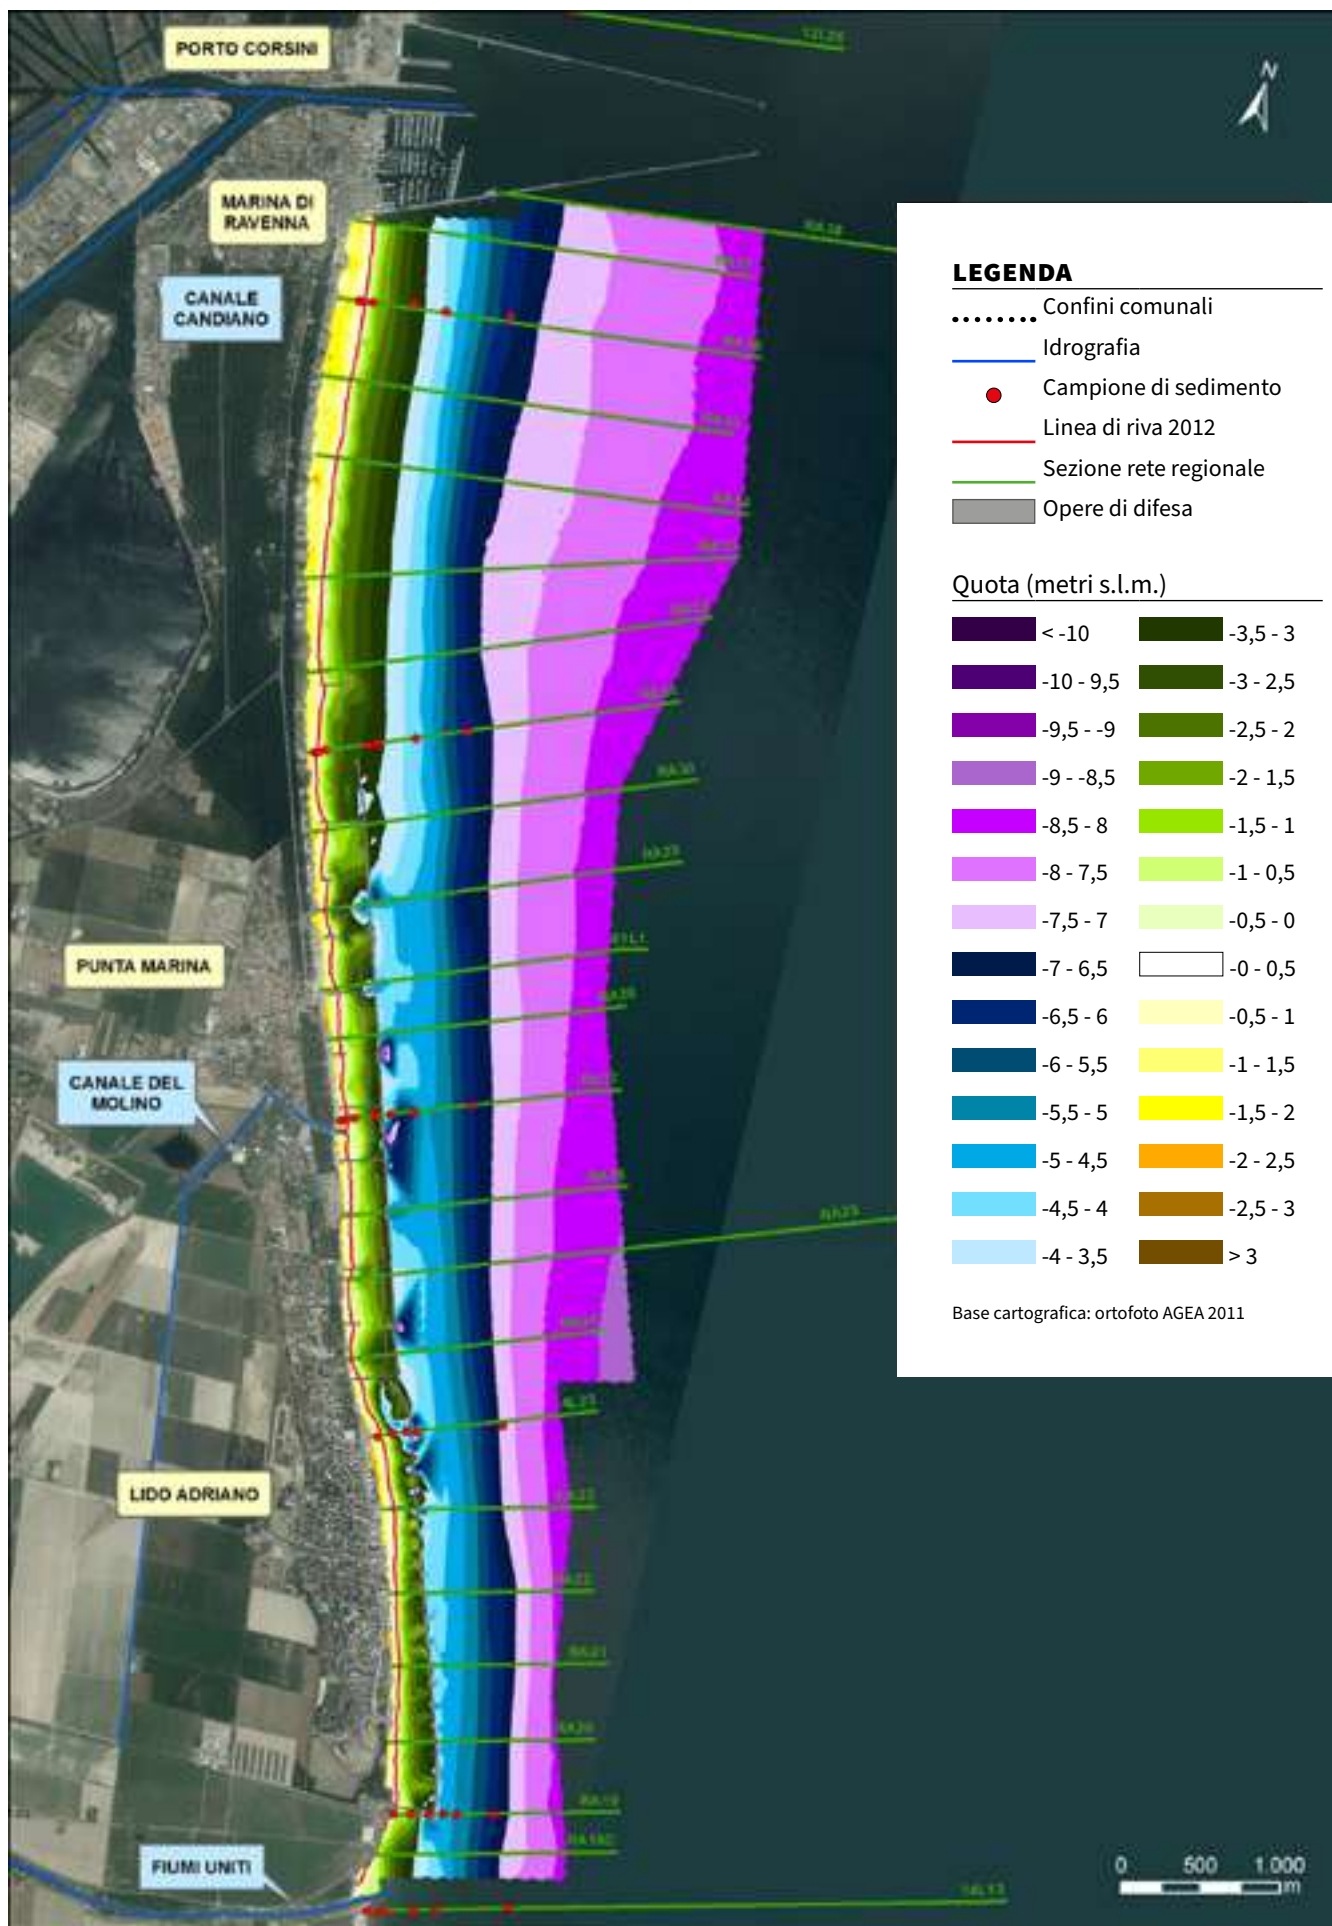 PORTO CORSINI
N
MARINA DI
RAVENNA
CANALE
CANDIANO
PUNTA MARINA
CANALE DEL
MOLINO
LIDO ADRIANO
FIUMI UNITI
RA30
RA29
RA25
RA21
RA20
RA19
LEGENDA
Confini comunali
Idrografia
Campione di sedimento
Linea di riva 2012
Sezione rete regionale
Opere di difesa
Quota (metri s.l.m.)
< -10
-10 - 9,5
-9,5 - -9
-9 - -8,5
-8,5 - 8
-8 - 7,5
-7,5 - 7
-7 - 6,5
-6,5 - 6
-6 - 5,5
-5,5 - 5
-5 - 4,5
-4,5 - 4
-4 - 3,5
-3,5 - 3
-3 - 2,5
-2,5 - 2
-2 - 1,5
-1,5 - 1
-1 - 0,5
-0,5 - 0
-0 - 0,5
-0,5 - 1
-1 - 1,5
-1,5 - 2
-2 - 2,5
-2,5 - 3
> 3
Base cartografica: ortofoto AGEA 2011
0 500 1.000
m